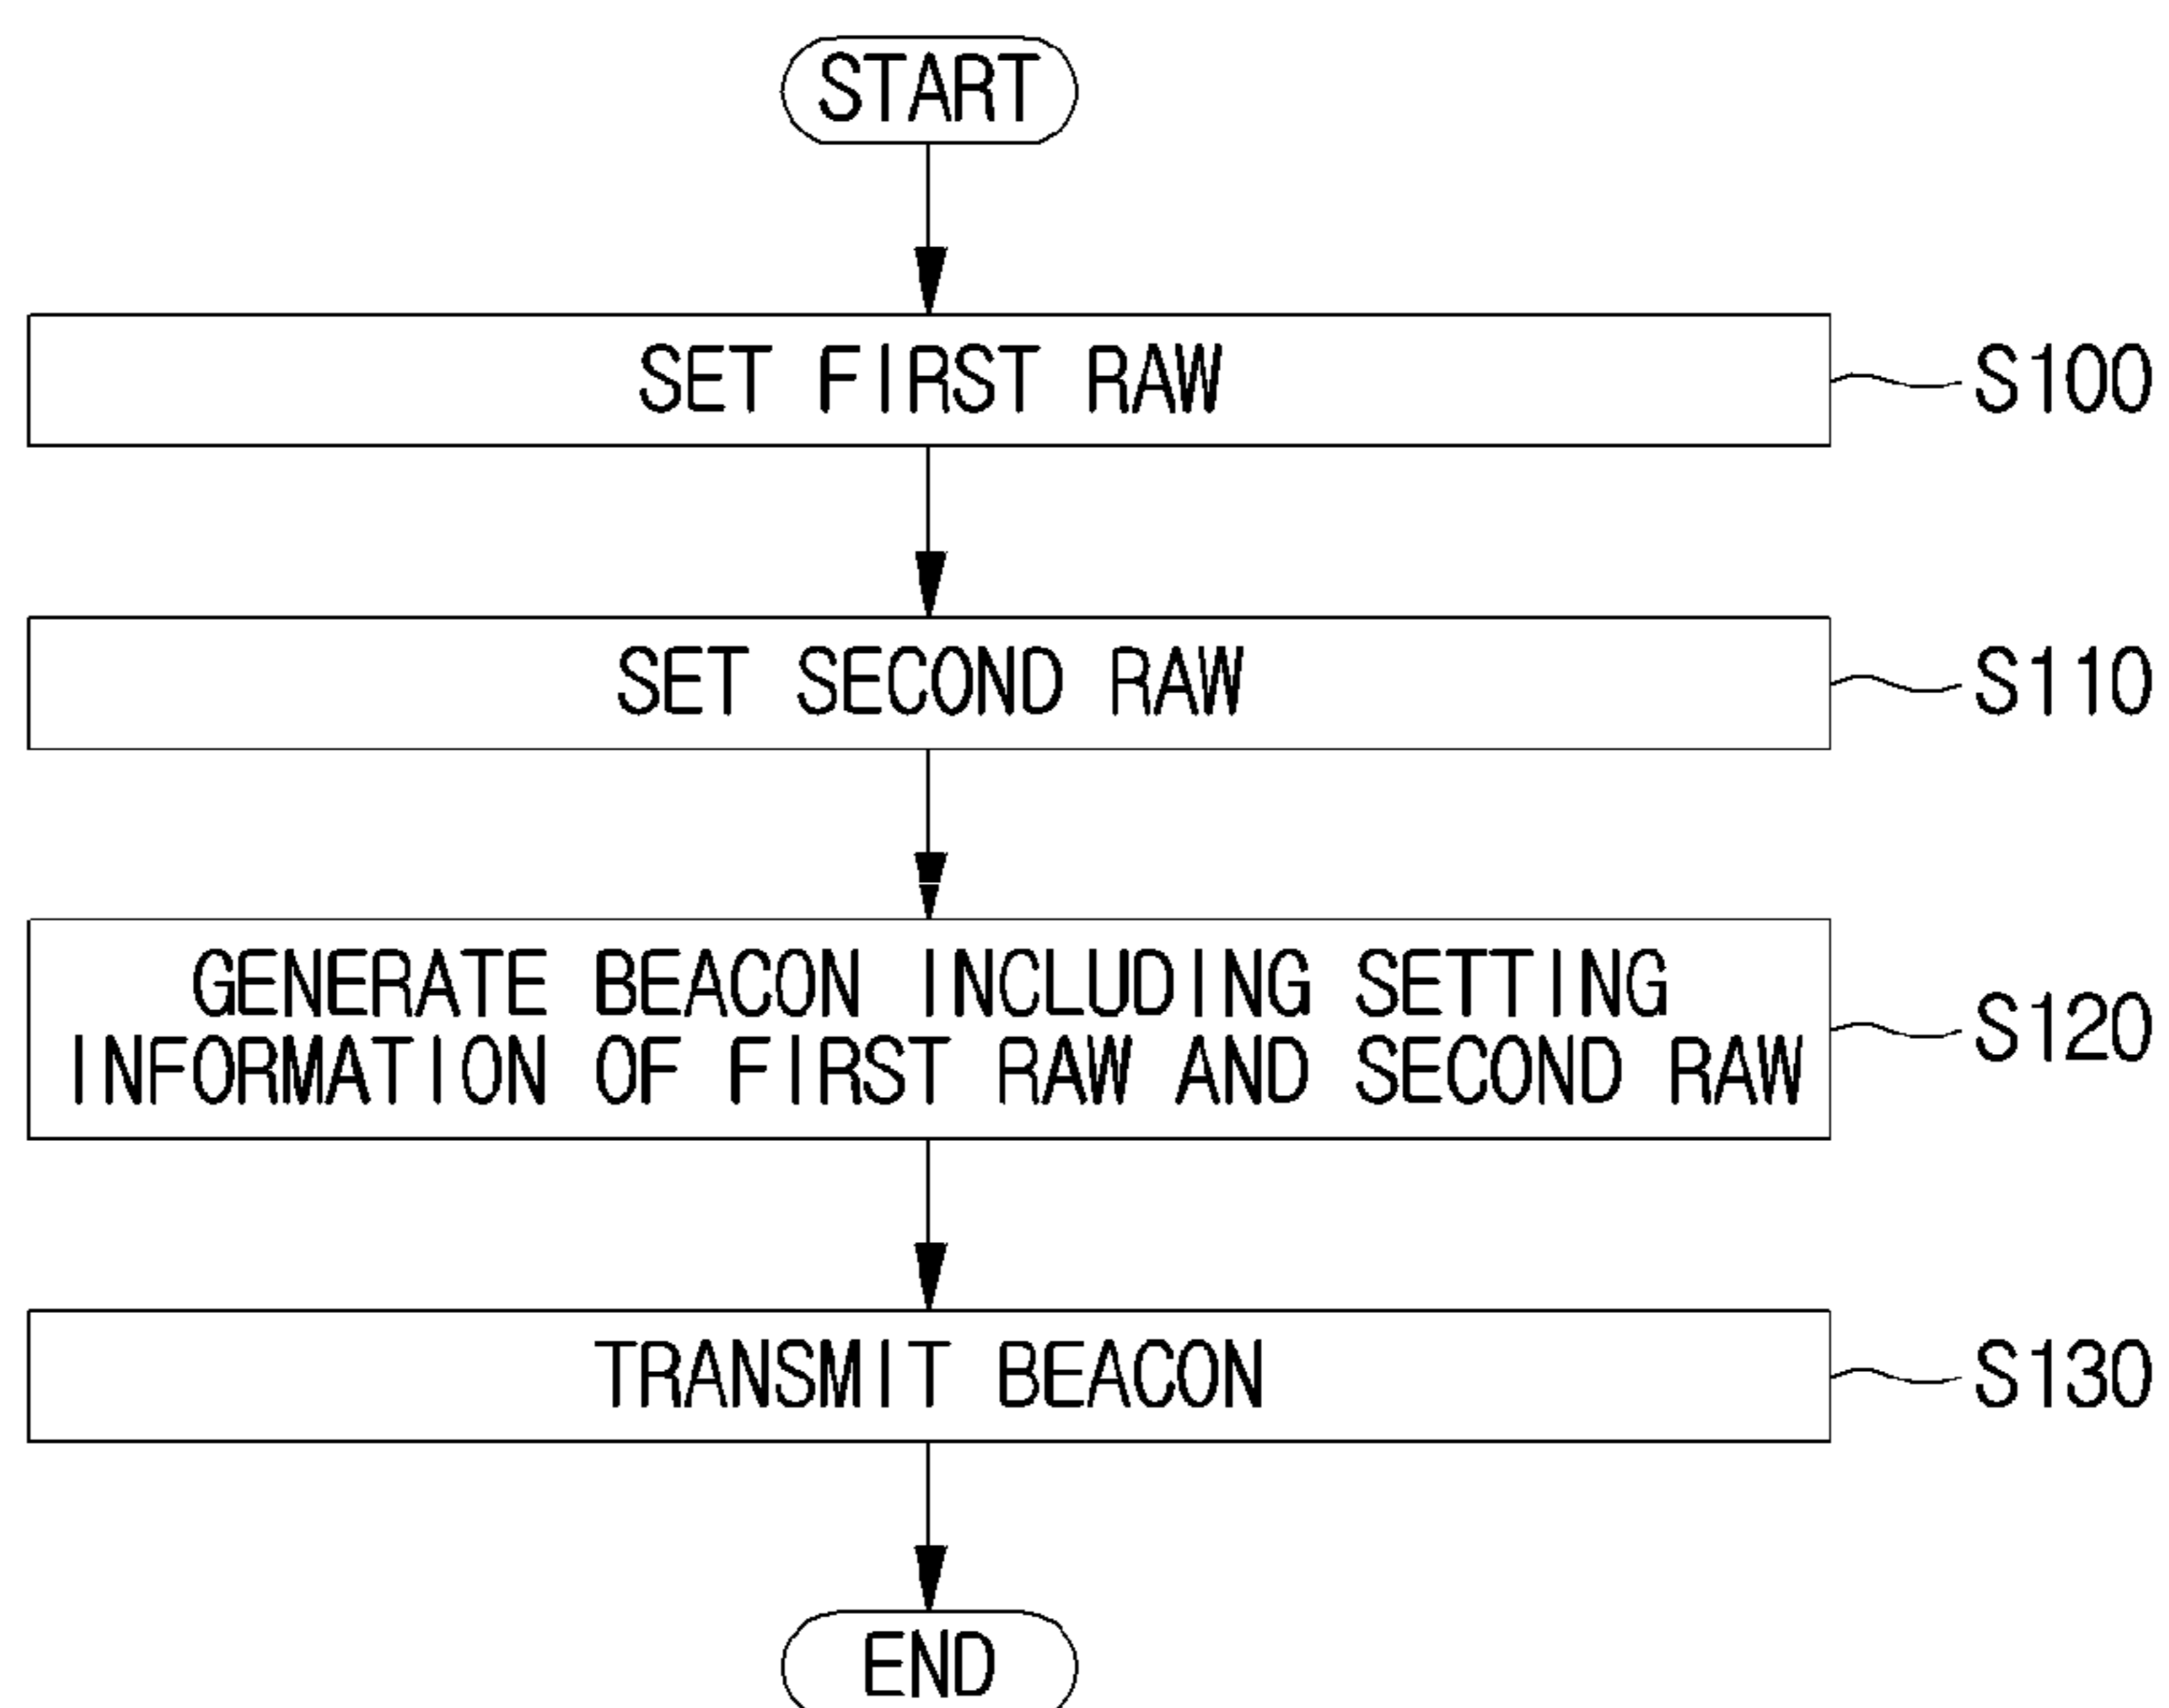 START
SET FIRST RAW
S100
SET SECOND RAW
S110
GENERATE BEACON INCLUDING SETTING
INFORMATION OF FIRST RAW AND SECOND RAW
S120
TRANSMIT BEACON
S130
END